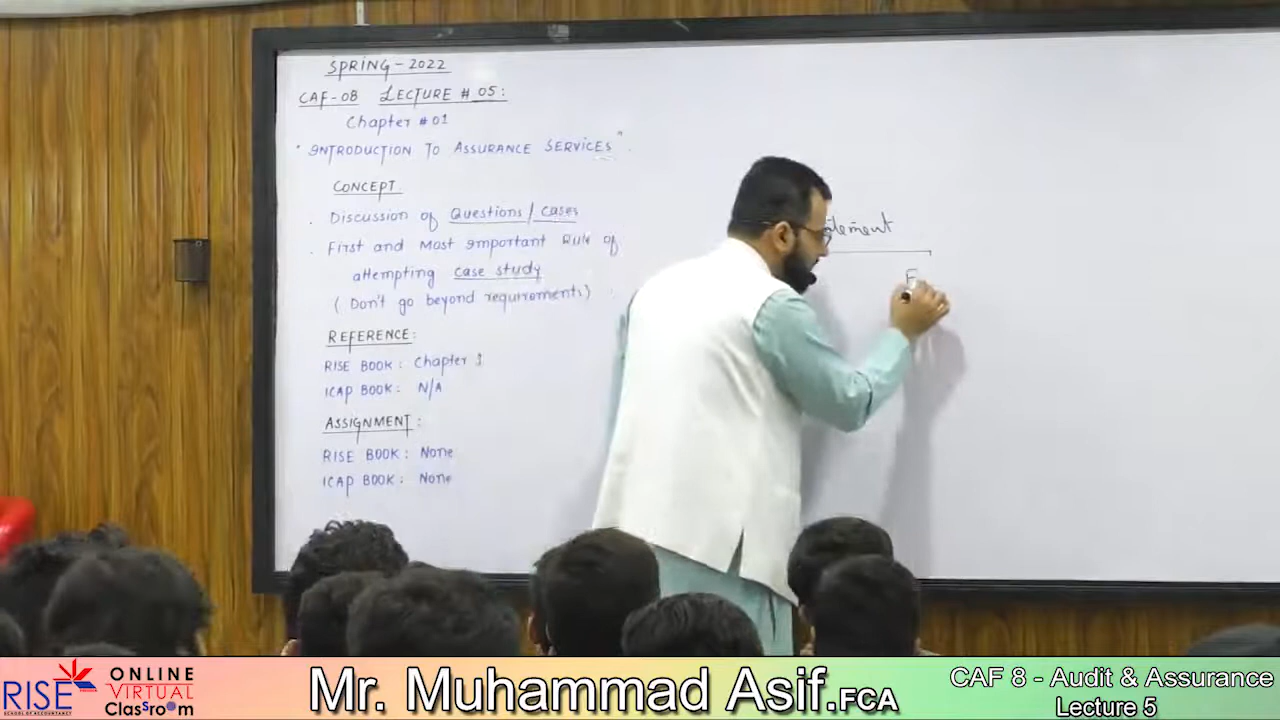 SPRING - 2022
CAF - 08 LECTURE # 05:
Chapter # 01
" INTRODUCTION TO ASSURANCE SERVICES "
CONCEPT.
. Discussion of Questions / cases
. First and Most Important Rule of
attempting case study
( Don't go beyond requirements )
REFERENCE:
RISE BOOK : Chapter 1
ICAP BOOK : N/A
ASSIGNMENT:
RISE BOOK : None
ICAP BOOK : None
F
RISE
SCHOOL OF ACCOUNTANCY
ONLINE
VIRTUAL
Classroom
Mr. Muhammad Asif.FCA
CAF 8 - Audit & Assurance
Lecture 5